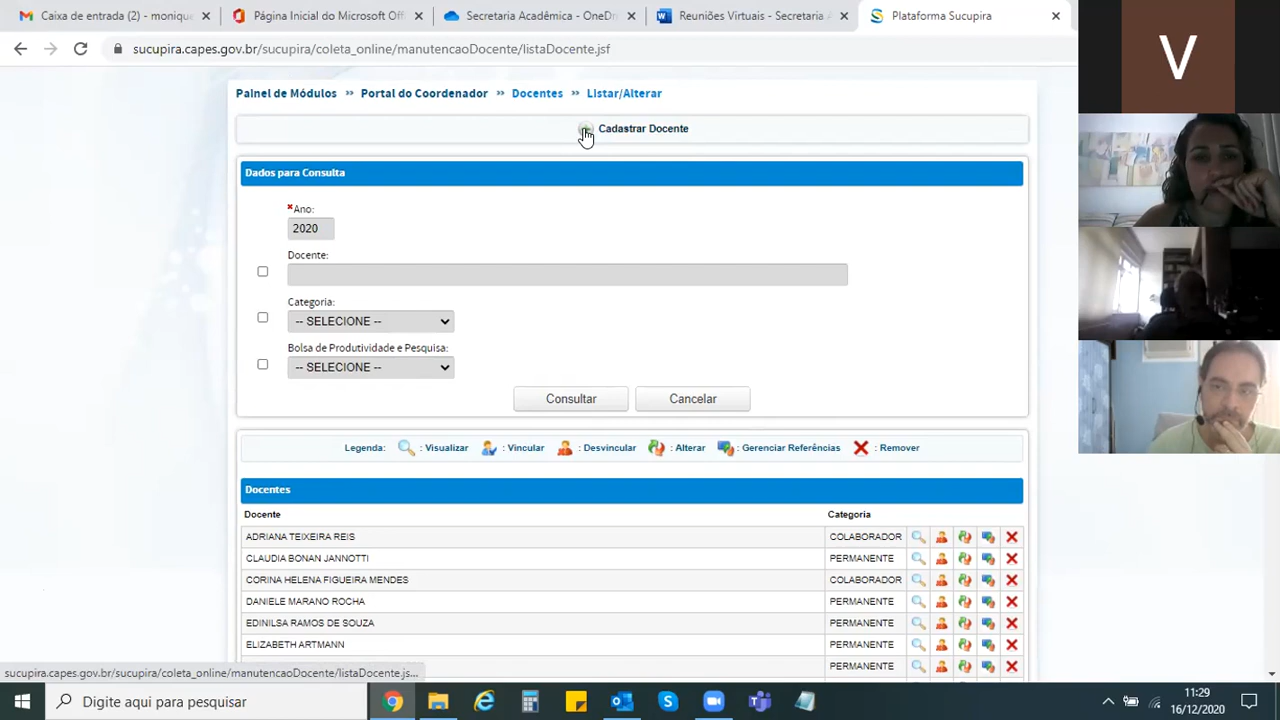 Caixa de entrada (2) - monique
Página Inicial do Microsoft Off
Secretaria Acadêmica - OneDr
Reuniões Virtuais - Secretaria A
Plataforma Sucupira
sucupira.capes.gov.br/sucupira/coleta_online/manutencaoDocente/listaDocente.jsf
Painel de Módulos » Portal do Coordenador » Docentes » Listar/Alterar
Cadastrar Docente
Dados para Consulta
Ano:
2020
Docente:
Categoria:
-- SELECIONE --
Bolsa de Produtividade e Pesquisa:
-- SELECIONE --
Consultar
Cancelar
Legenda: : Visualizar : Vincular : Desvincular : Alterar : Gerenciar Referências : Remover
Docentes
Docente Categoria
ADRIANA TEIXEIRA REIS COLABORADOR
CLAUDIA BONAN JANNOTTI PERMANENTE
CORINA HELENA FIGUEIRA MENDES COLABORADOR
DANIELE MARANO ROCHA PERMANENTE
EDINILSA RAMOS DE SOUZA PERMANENTE
ELIZABETH ARTMANN PERMANENTE
PERMANENTE
sucupira.capes.gov.br/sucupira/coleta_online/manutencaoDocente/listaDocente.js...
Digite aqui para pesquisar
11:29
16/12/2020
V